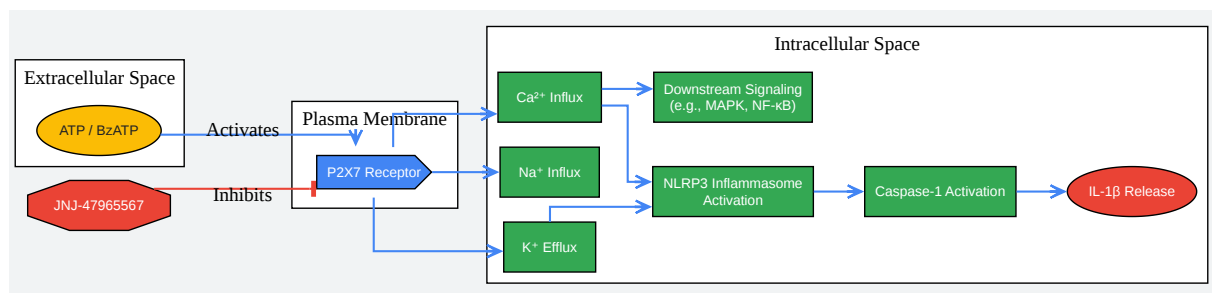 Extracellular Space
ATP / BzATP
JNJ-47965567
Activates
Inhibits
Plasma Membrane
P2X7 Receptor
Intracellular Space
Ca²⁺ Influx
Na⁺ Influx
K⁺ Efflux
Downstream Signaling
(e.g., MAPK, NF-κB)
NLRP3 Inflammasome
Activation
Caspase-1 Activation
IL-1β Release